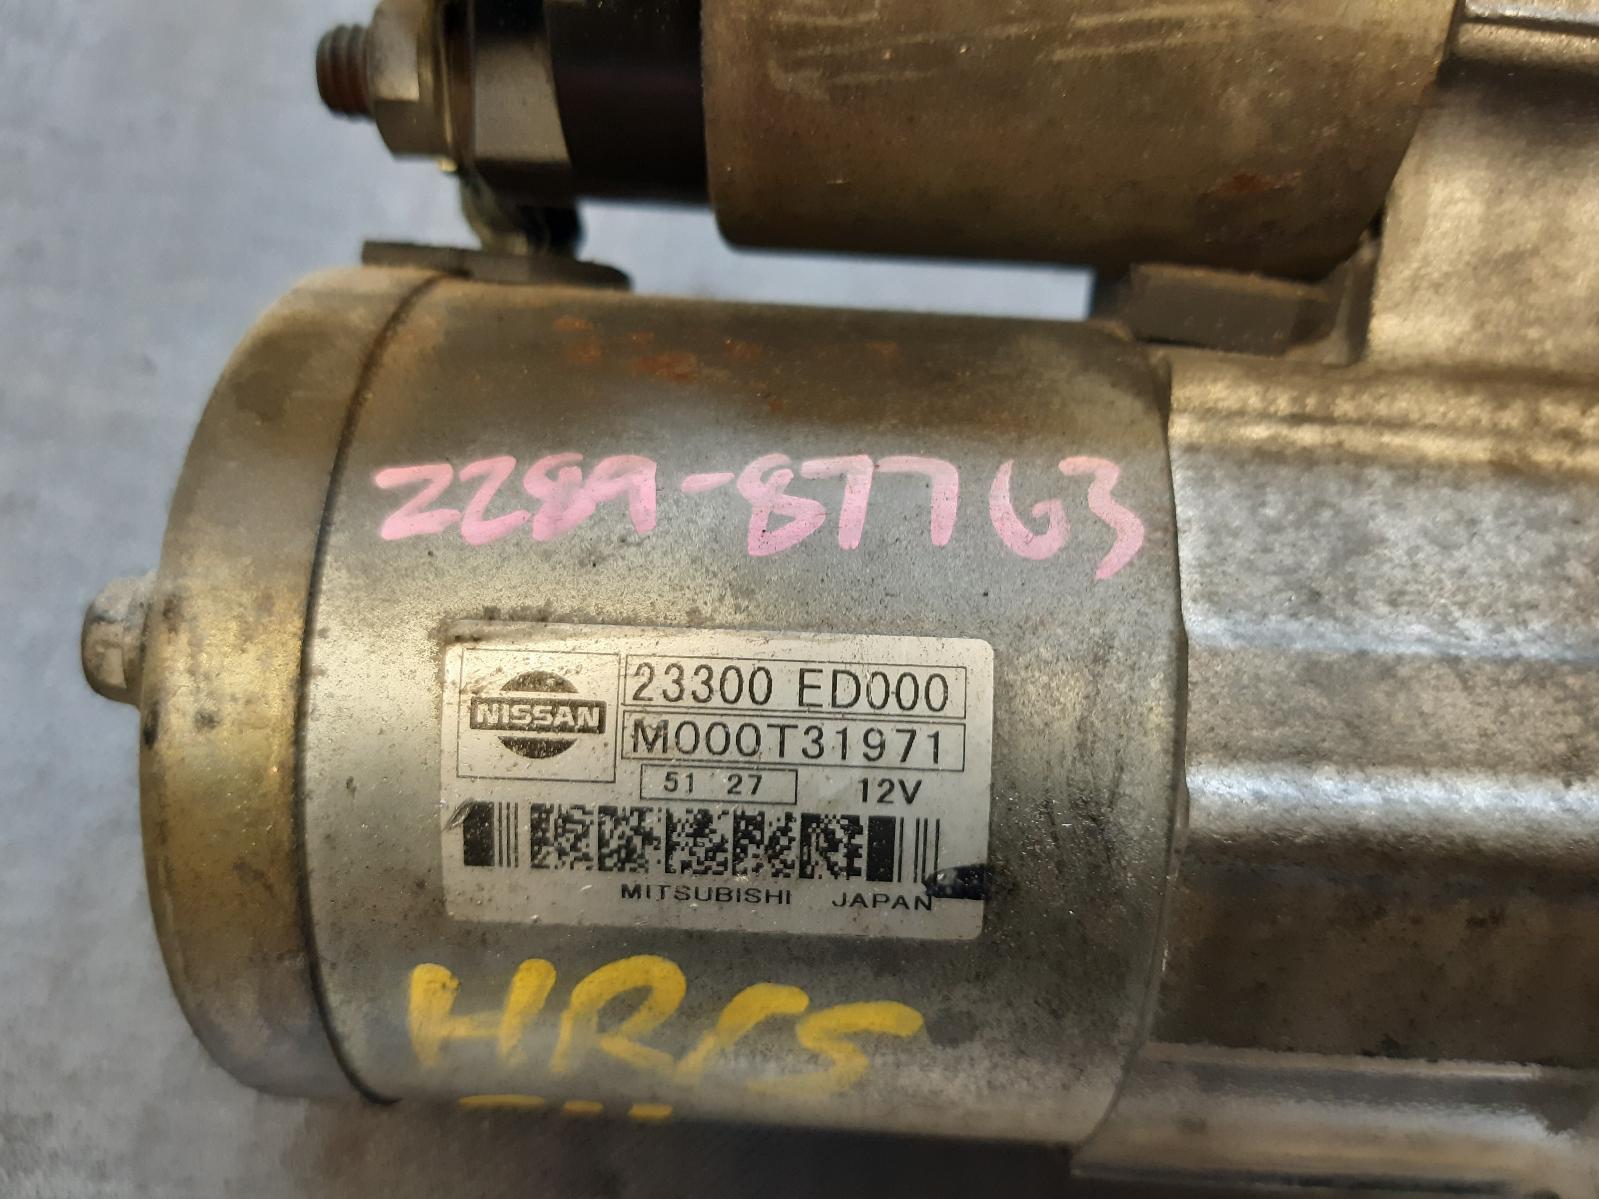 2289-87763
NISSAN
23300 ED000
M000T31971
51 27 12V
MITSUBISHI JAPAN
HR15